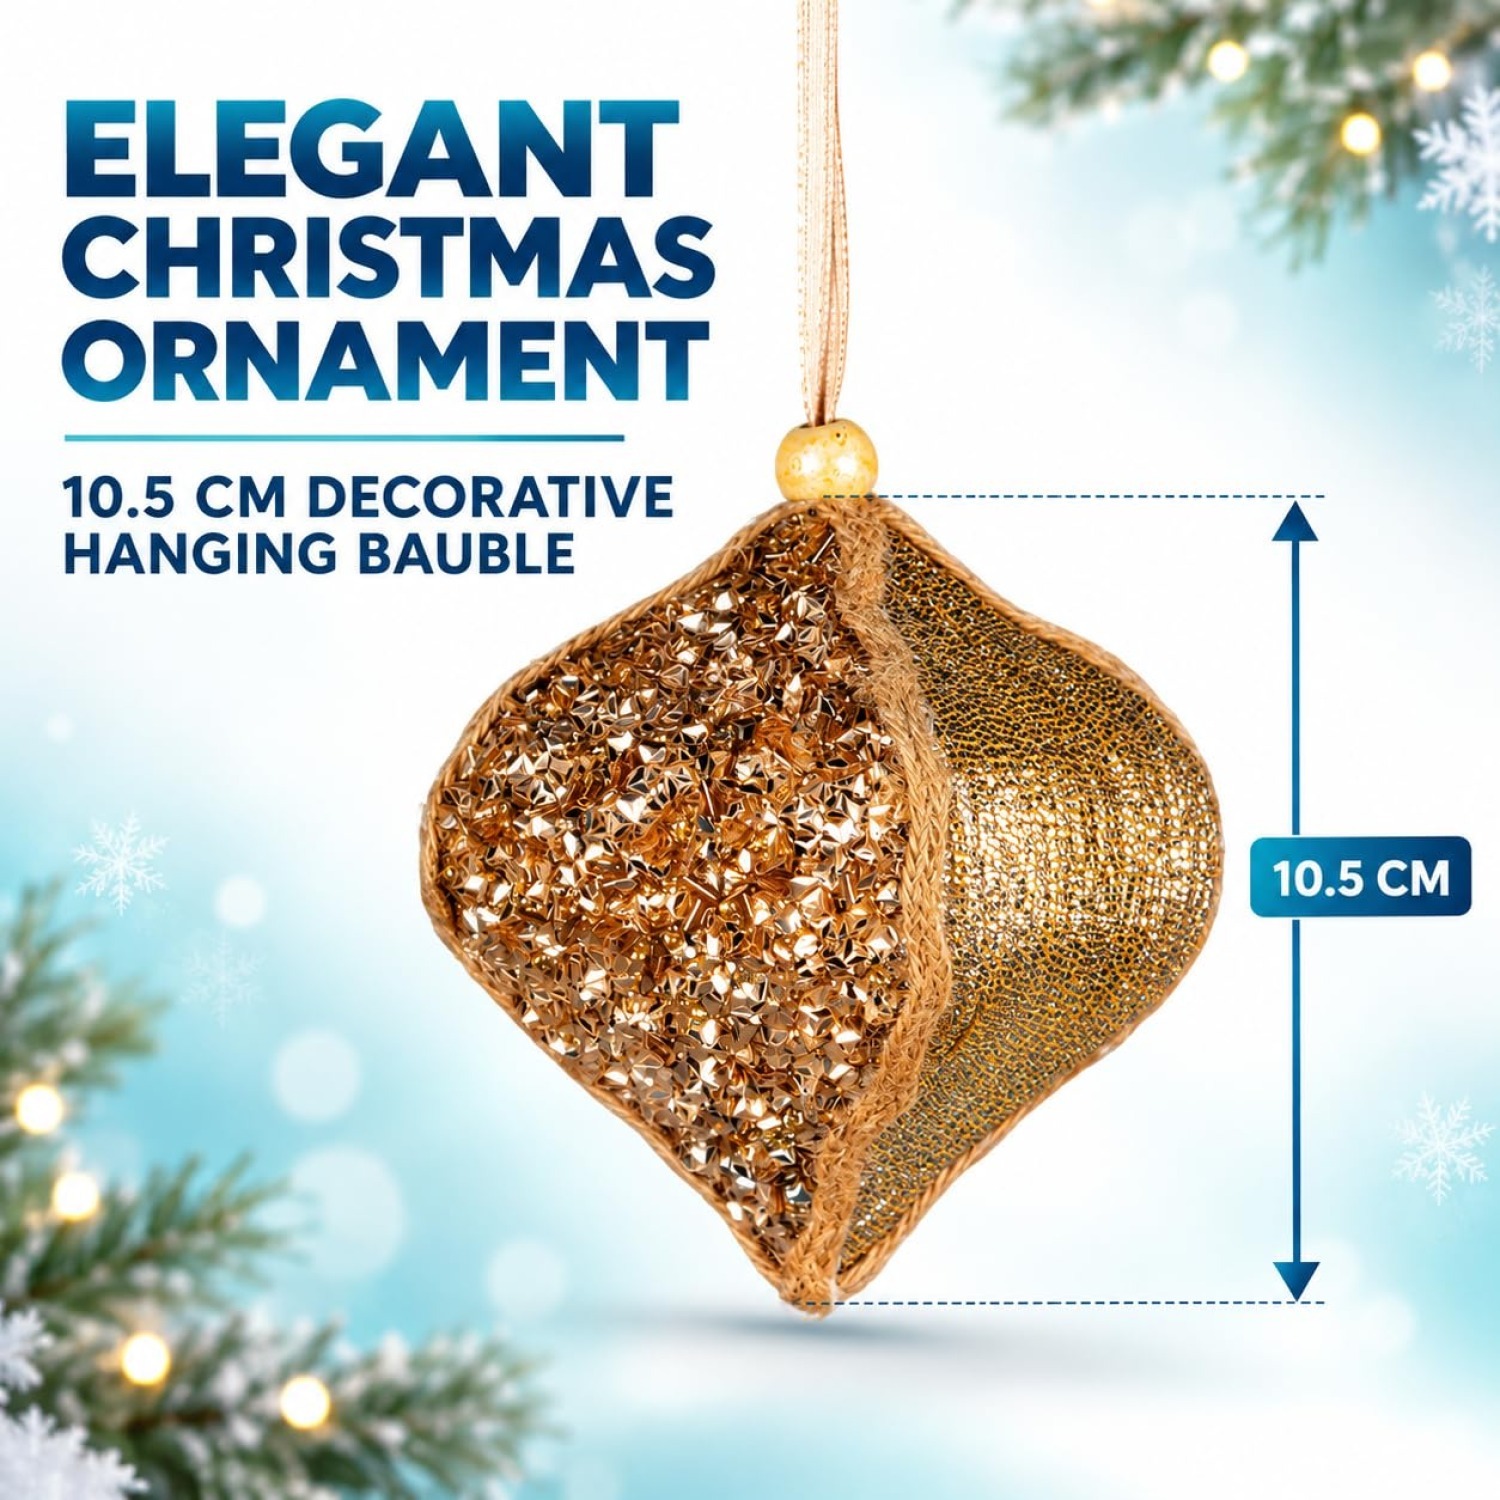 ELEGANT
CHRISTMAS
ORNAMENT
10.5 CM DECORATIVE
HANGING BAUBLE
10.5 CM